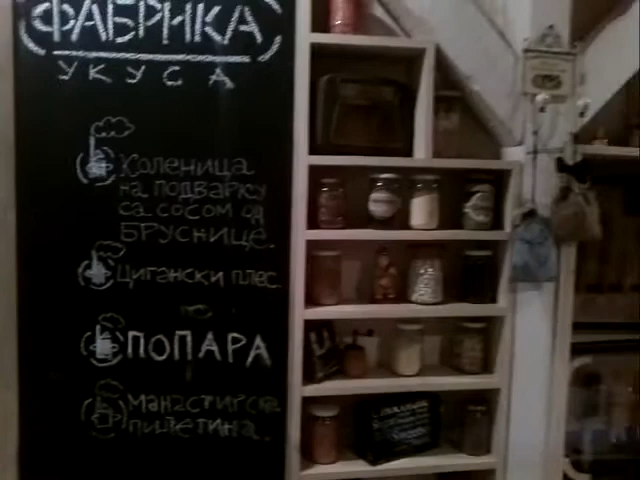 ФАБРИКА
УКУСА
Коленица
на подварку
са сосом од
БРУСНИЦЕ.
Цигански плес
ПОПАРА
Манастирска
пилетина.